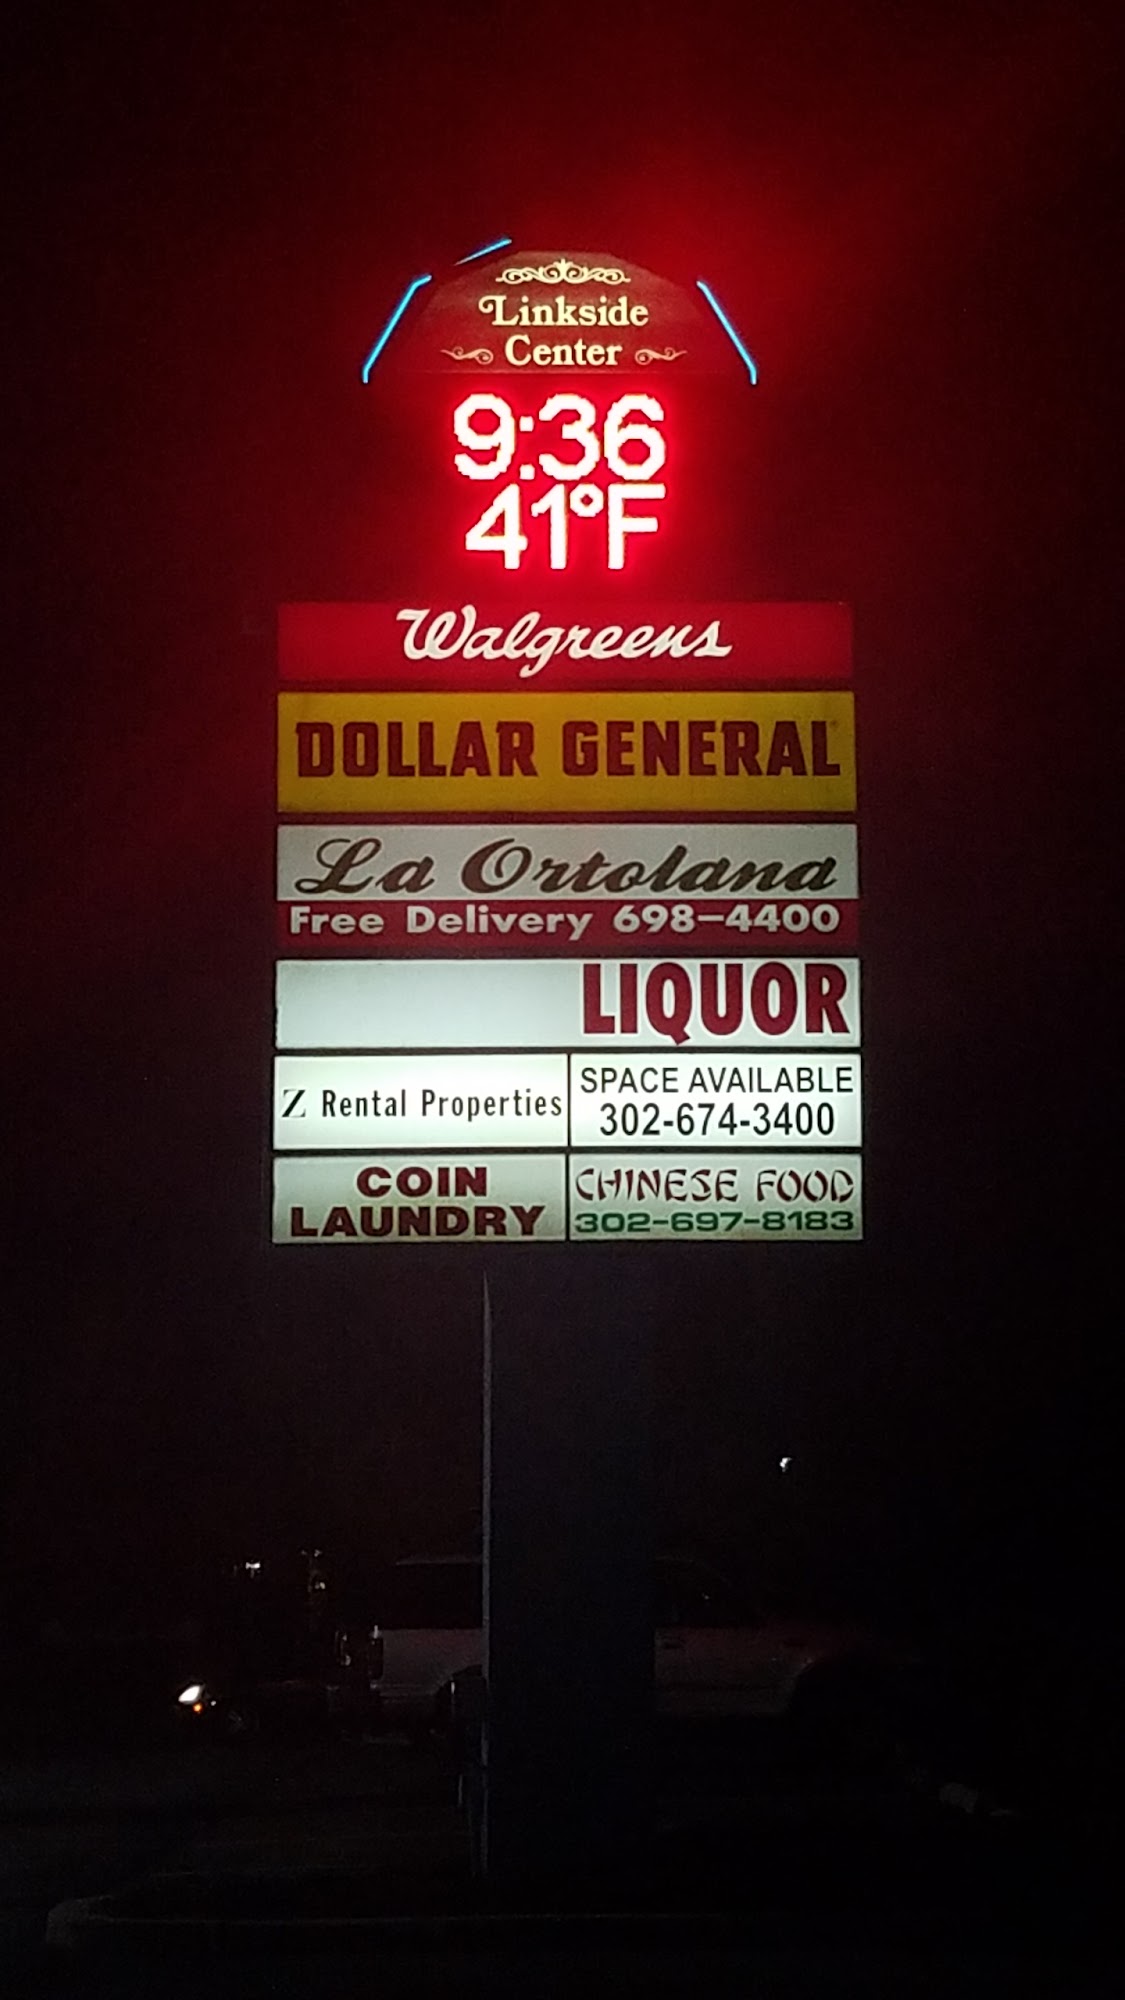 Linkside
Center
9:36
41°F
Walgreens
DOLLAR GENERAL
La Ortolana
Free Delivery 698-4400
LIQUOR
Z Rental Properties
SPACE AVAILABLE
302-674-3400
COIN
LAUNDRY
CHINESE FOOD
302-697-8183